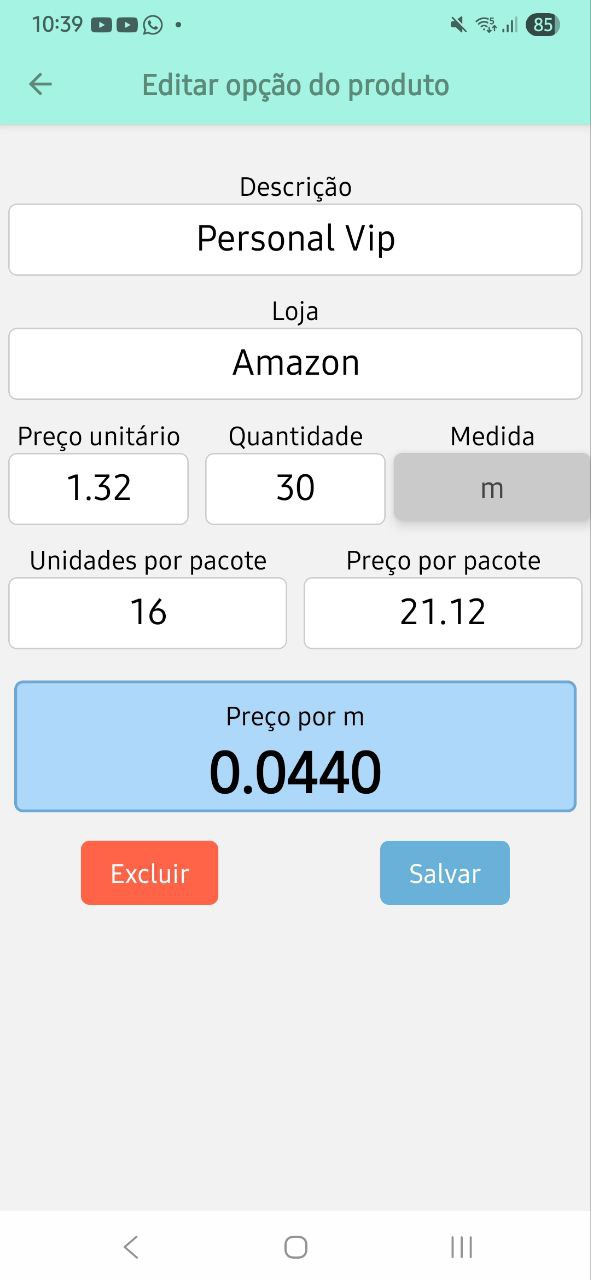 10:39
85
Editar opção do produto
Descrição
Personal Vip
Loja
Amazon
Preço unitário Quantidade Medida
1.32 30 m
Unidades por pacote Preço por pacote
16 21.12
Preço por m
0.0440
Excluir Salvar